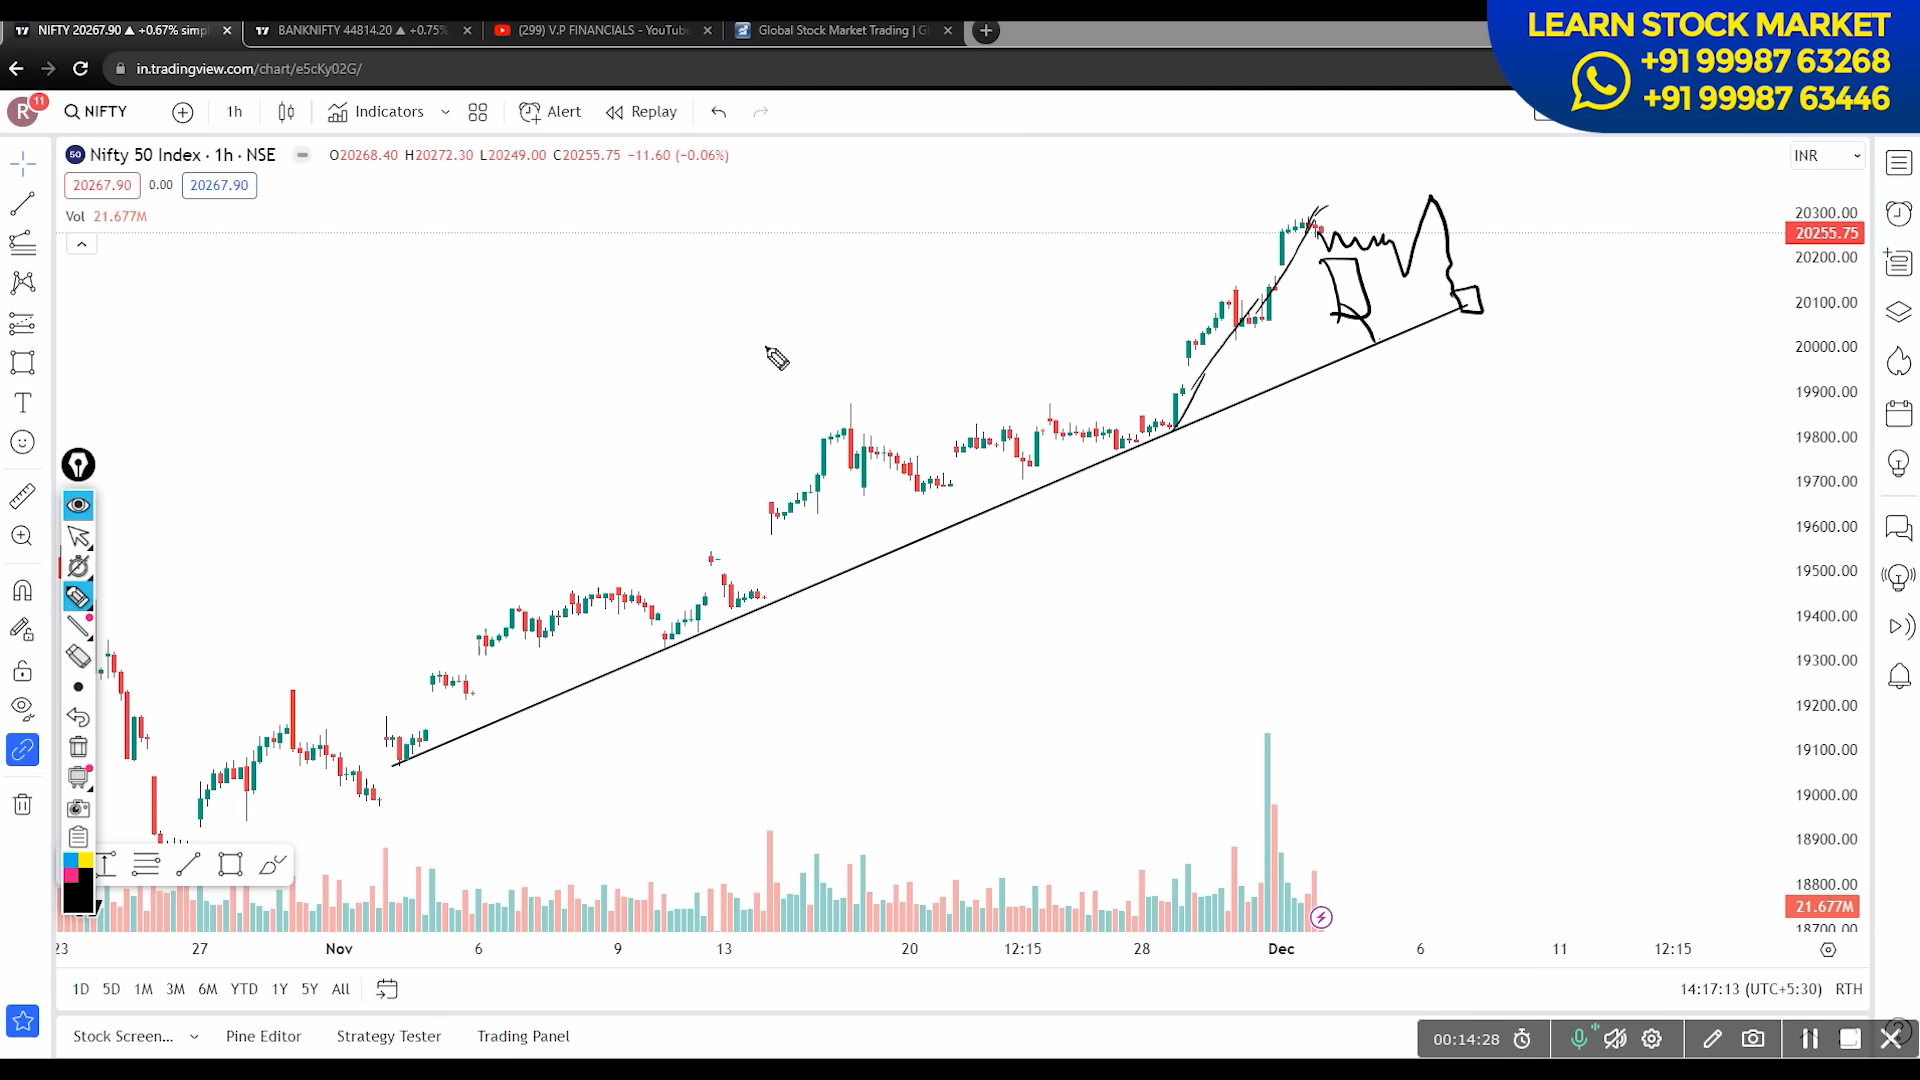 NIFTY 20267.90 ▲ +0.67% simpl
BANKNIFTY 44814.20 ▲ +0.75%
(299) V.P FINANCIALS - YouTube
Global Stock Market Trading | G
LEARN STOCK MARKET
+91 99987 63268
+91 99987 63446
in.tradingview.com/chart/e5cKy02G/
R
11
NIFTY
1h
Indicators
Alert
Replay
50
Nifty 50 Index · 1h · NSE
O20268.40 H20272.30 L20249.00 C20255.75 −11.60 (−0.06%)
INR
20267.90
0.00
20267.90
Vol 21.677M
20300.00
20255.75
20200.00
20100.00
20000.00
19900.00
19800.00
19700.00
19600.00
19500.00
19400.00
19300.00
19200.00
19100.00
19000.00
18900.00
18800.00
21.677M
18700.00
23
27
Nov
6
9
13
20
12:15
28
Dec
6
11
12:15
1D 5D 1M 3M 6M YTD 1Y 5Y All
14:17:13 (UTC+5:30) RTH
Stock Screen...
Pine Editor
Strategy Tester
Trading Panel
00:14:28